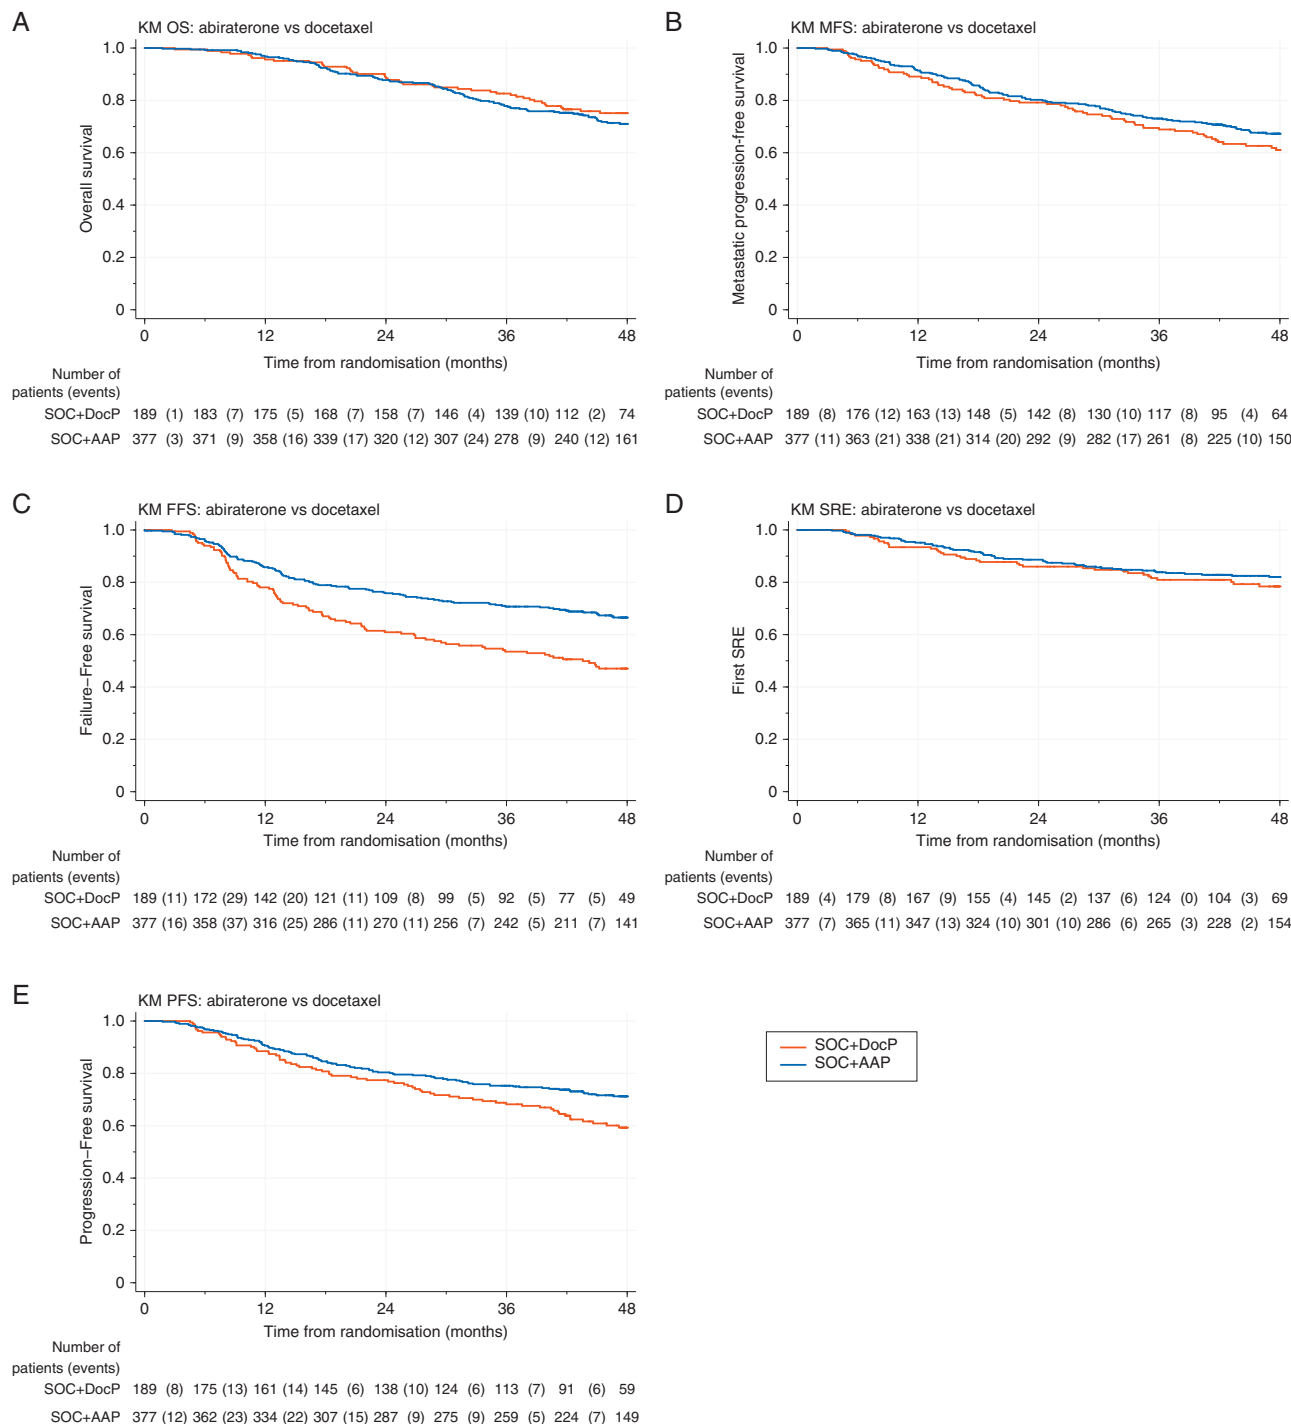 A
KM OS: abiraterone vs docetaxel
1.0
0.8
0.6
0.4
0.2
0
Overall survival
0 12 24 36 48
Time from randomisation (months)
Number of
patients (events)
SOC+DocP 189 (1) 183 (7) 175 (5) 168 (7) 158 (7) 146 (4) 139 (10) 112 (2) 74
SOC+AAP 377 (3) 371 (9) 358 (16) 339 (17) 320 (12) 307 (24) 278 (9) 240 (12) 161
B
KM MFS: abiraterone vs docetaxel
1.0
0.8
0.6
0.4
0.2
0
Metastatic progression-free survival
0 12 24 36 48
Time from randomisation (months)
Number of
patients (events)
SOC+DocP 189 (8) 176 (12) 163 (13) 148 (5) 142 (8) 130 (10) 117 (8) 95 (4) 64
SOC+AAP 377 (11) 363 (21) 338 (21) 314 (20) 292 (9) 282 (17) 261 (8) 225 (10) 150
C
KM FFS: abiraterone vs docetaxel
1.0
0.8
0.6
0.4
0.2
0
Failure−Free survival
0 12 24 36 48
Time from randomisation (months)
Number of
patients (events)
SOC+DocP 189 (11) 172 (29) 142 (20) 121 (11) 109 (8) 99 (5) 92 (5) 77 (5) 49
SOC+AAP 377 (16) 358 (37) 316 (25) 286 (11) 270 (11) 256 (7) 242 (5) 211 (7) 141
D
KM SRE: abiraterone vs docetaxel
1.0
0.8
0.6
0.4
0.2
0
First SRE
0 12 24 36 48
Time from randomisation (months)
Number of
patients (events)
SOC+DocP 189 (4) 179 (8) 167 (9) 155 (4) 145 (2) 137 (6) 124 (0) 104 (3) 69
SOC+AAP 377 (7) 365 (11) 347 (13) 324 (10) 301 (10) 286 (6) 265 (3) 228 (2) 154
E
KM PFS: abiraterone vs docetaxel
1.0
0.8
0.6
0.4
0.2
0
Progression−Free survival
0 12 24 36 48
Time from randomisation (months)
Number of
patients (events)
SOC+DocP 189 (8) 175 (13) 161 (14) 145 (6) 138 (10) 124 (6) 113 (7) 91 (6) 59
SOC+AAP 377 (12) 362 (23) 334 (22) 307 (15) 287 (9) 275 (9) 259 (5) 224 (7) 149
SOC+DocP
SOC+AAP